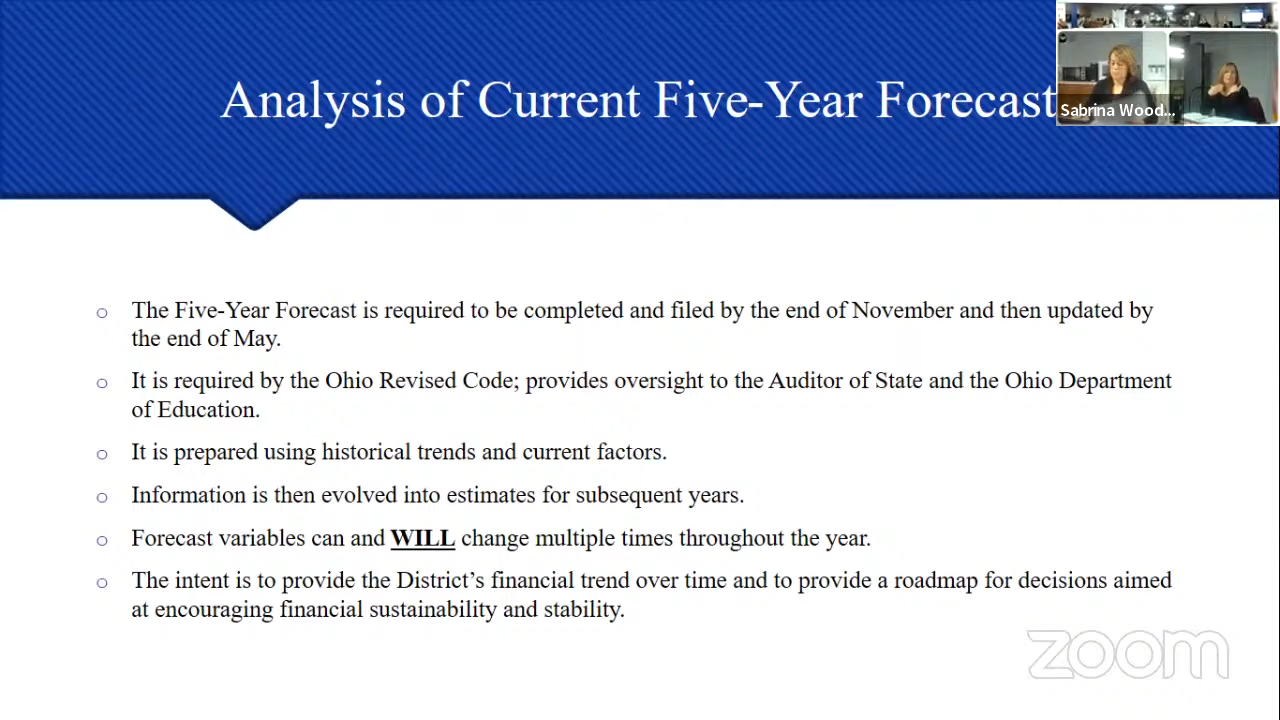 Analysis of Current Five-Year Forecast
Sabrina Wood...
o The Five-Year Forecast is required to be completed and filed by the end of November and then updated by
the end of May.
o It is required by the Ohio Revised Code; provides oversight to the Auditor of State and the Ohio Department
of Education.
o It is prepared using historical trends and current factors.
o Information is then evolved into estimates for subsequent years.
o Forecast variables can and WILL change multiple times throughout the year.
o The intent is to provide the District’s financial trend over time and to provide a roadmap for decisions aimed
at encouraging financial sustainability and stability.
zoom